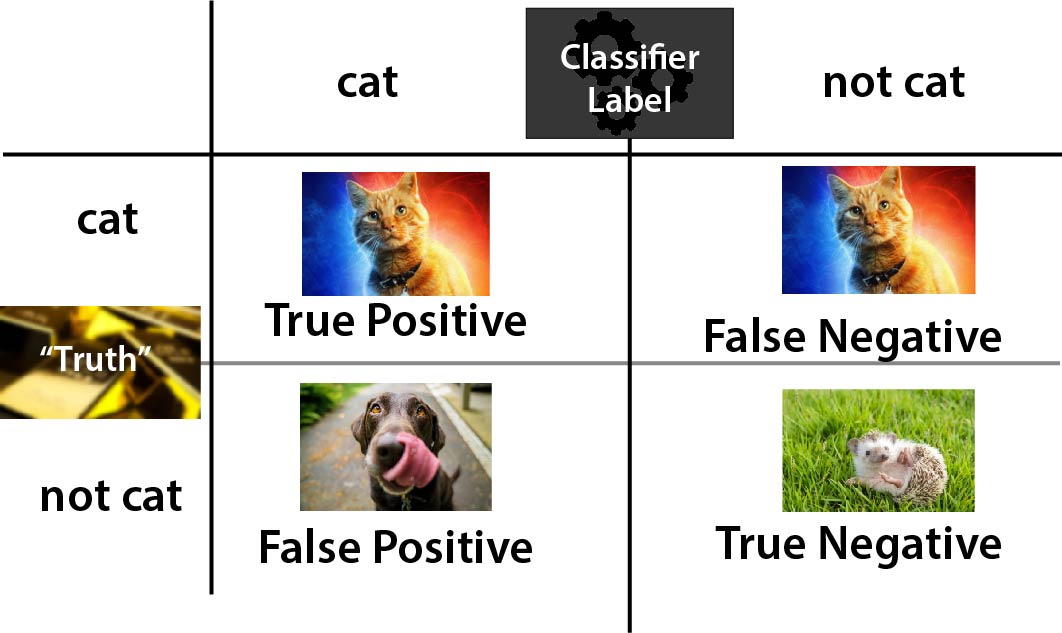 cat
Classifier
Label
not cat
cat
True Positive
False Negative
“Truth”
not cat
False Positive
True Negative